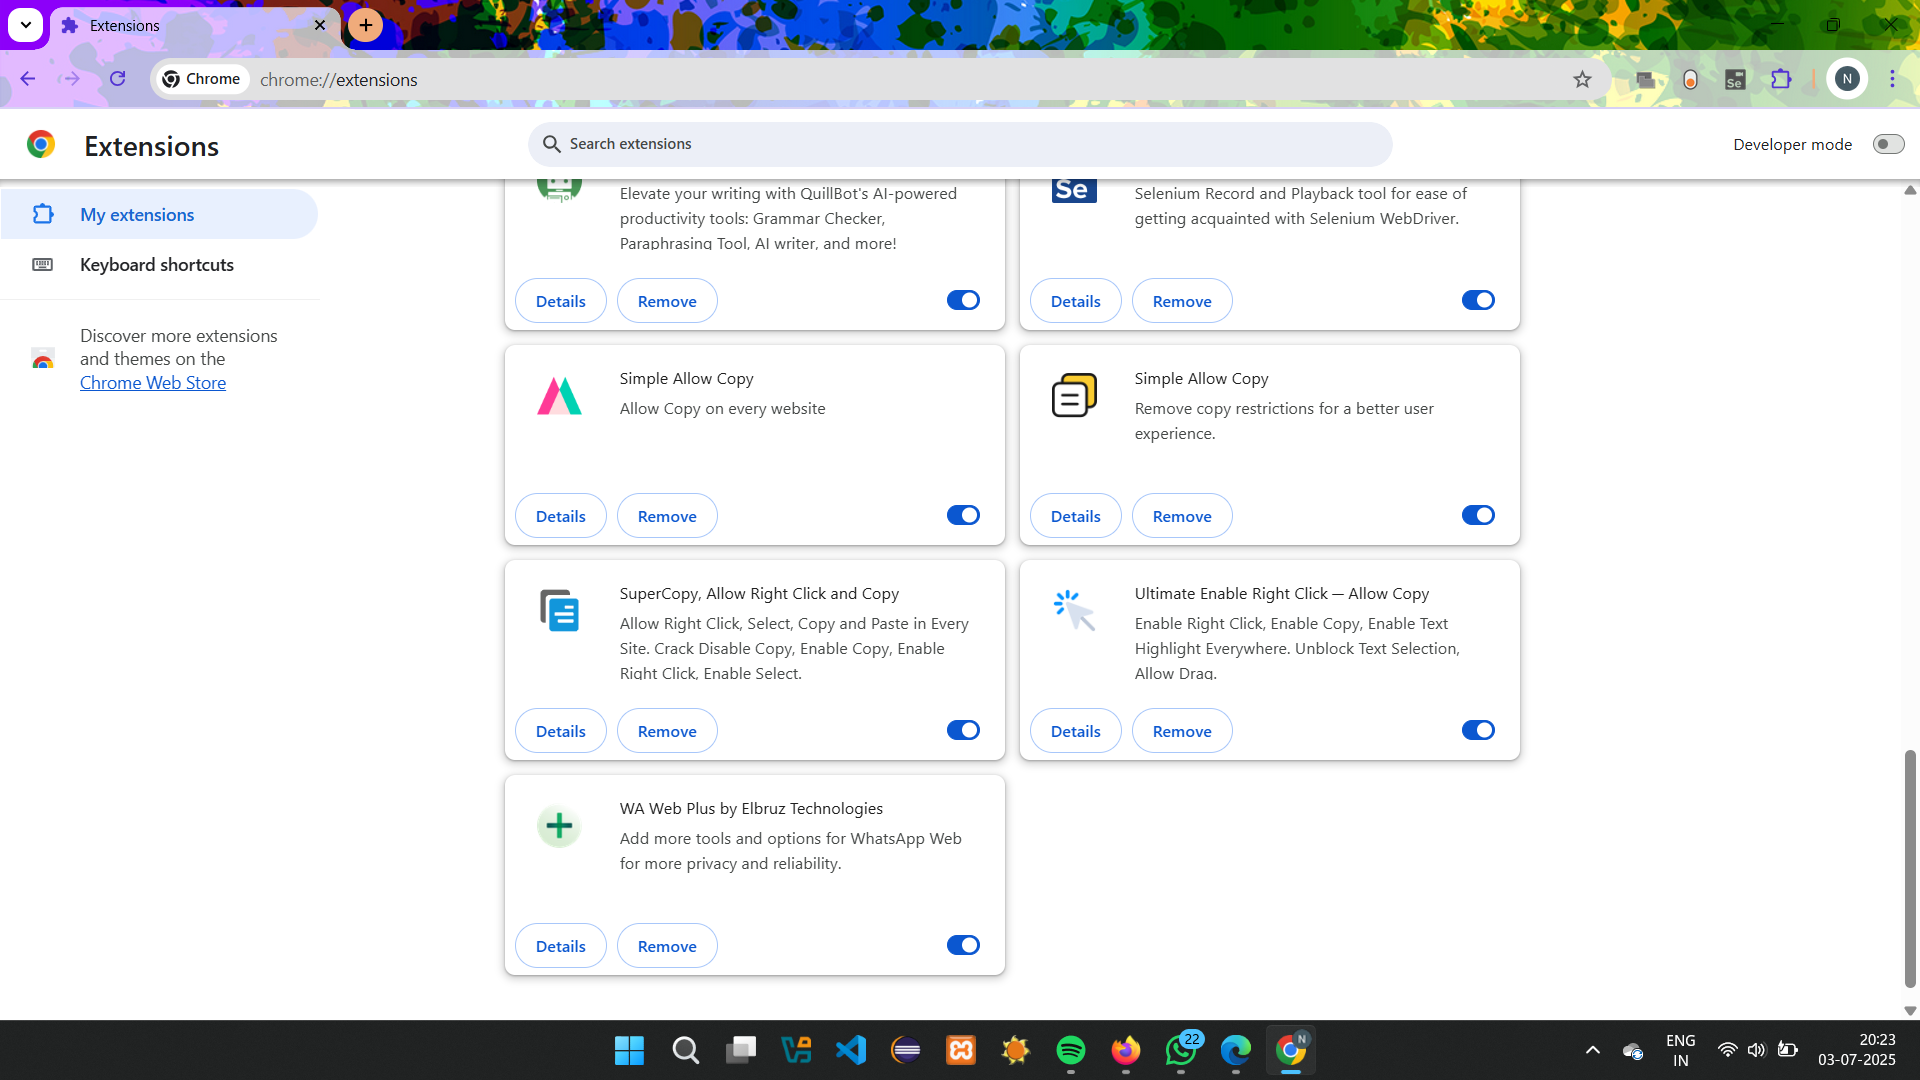 Extensions
Chrome
chrome://extensions
Se
N
Extensions
Search extensions
Developer mode
My extensions
Keyboard shortcuts
Discover more extensions
and themes on the
Chrome Web Store
Elevate your writing with QuillBot's AI-powered
productivity tools: Grammar Checker,
Paraphrasing Tool, AI writer, and more!
Details
Remove
Se
Selenium Record and Playback tool for ease of
getting acquainted with Selenium WebDriver.
Details
Remove
Simple Allow Copy
Allow Copy on every website
Details
Remove
Simple Allow Copy
Remove copy restrictions for a better user
experience.
Details
Remove
SuperCopy, Allow Right Click and Copy
Allow Right Click, Select, Copy and Paste in Every
Site. Crack Disable Copy, Enable Copy, Enable
Right Click, Enable Select.
Details
Remove
Ultimate Enable Right Click — Allow Copy
Enable Right Click, Enable Copy, Enable Text
Highlight Everywhere. Unblock Text Selection,
Allow Drag.
Details
Remove
WA Web Plus by Elbruz Technologies
Add more tools and options for WhatsApp Web
for more privacy and reliability.
Details
Remove
22
N
ENG
IN
20:23
03-07-2025